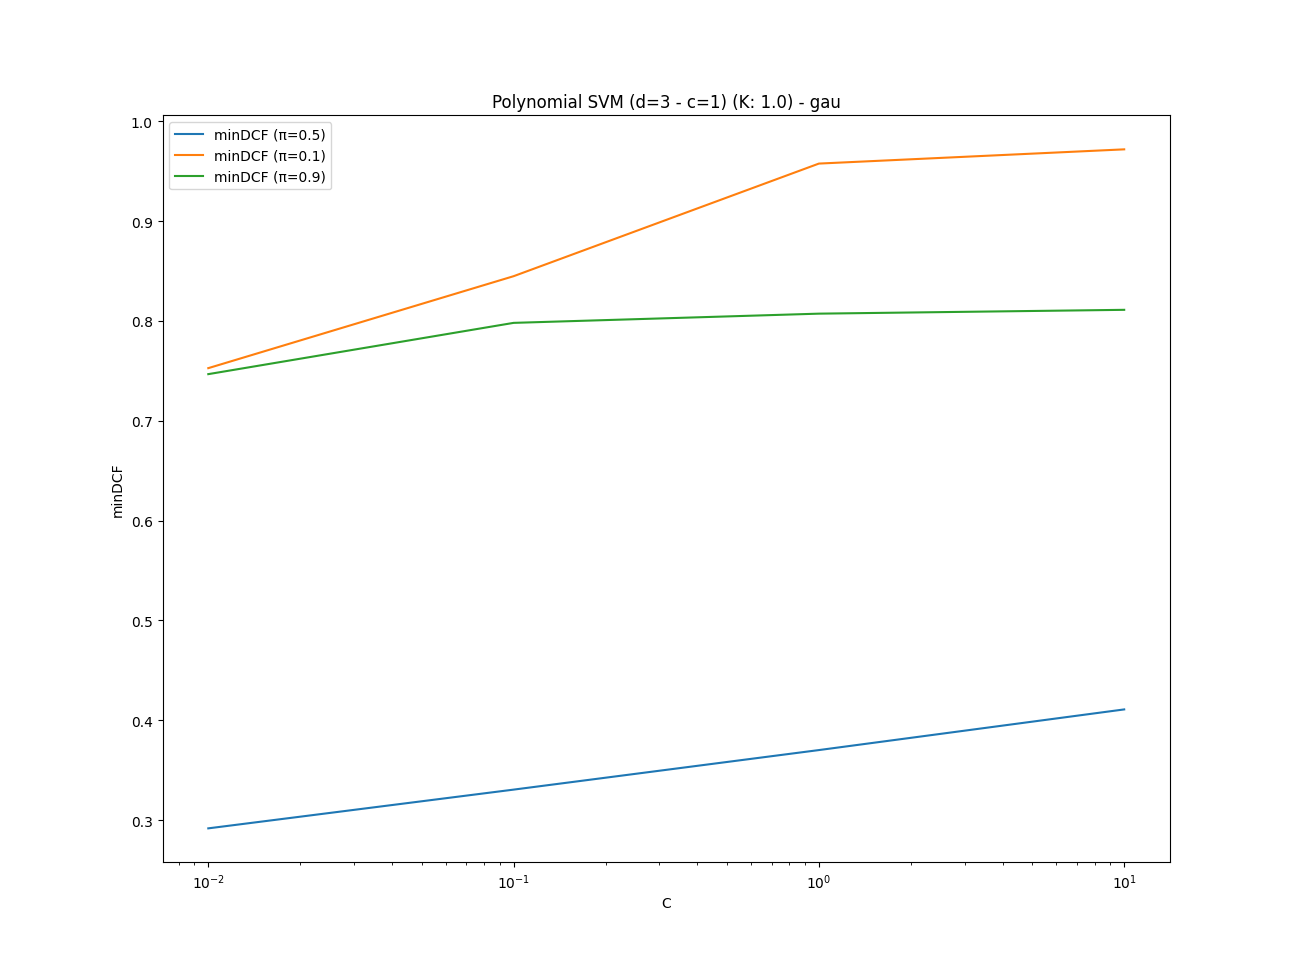 Polynomial SVM (d=3 - c=1) (K: 1.0) - gau
minDCF (π=0.5)
minDCF (π=0.1)
minDCF (π=0.9)
1.0
0.9
0.8
0.7
0.6
0.5
0.4
0.3
minDCF
10⁻² 10⁻¹ 10⁰ 10¹
C